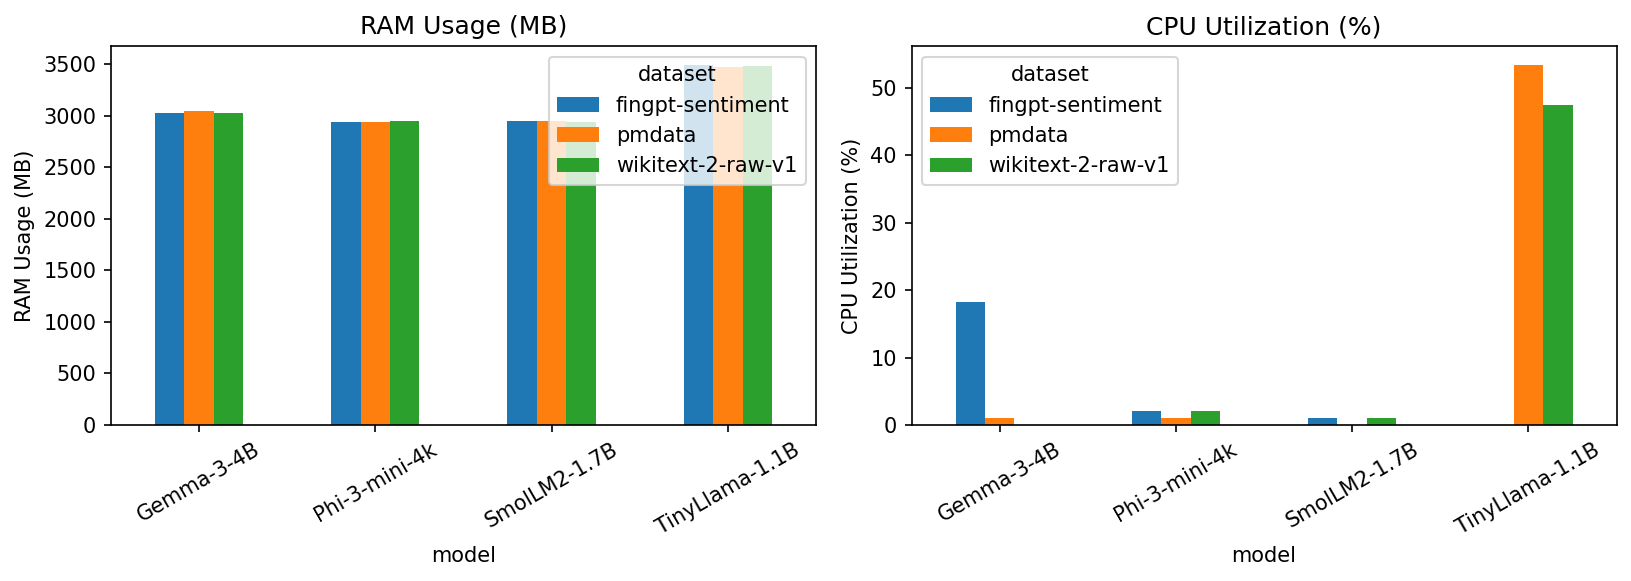 RAM Usage (MB)
RAM Usage (MB)
3500
3000
2500
2000
1500
1000
500
0
dataset
fingpt-sentiment
pmdata
wikitext-2-raw-v1
Gemma-3-4B
Phi-3-mini-4k
SmolLM2-1.7B
TinyLlama-1.1B
model
CPU Utilization (%)
CPU Utilization (%)
50
40
30
20
10
0
dataset
fingpt-sentiment
pmdata
wikitext-2-raw-v1
Gemma-3-4B
Phi-3-mini-4k
SmolLM2-1.7B
TinyLlama-1.1B
model